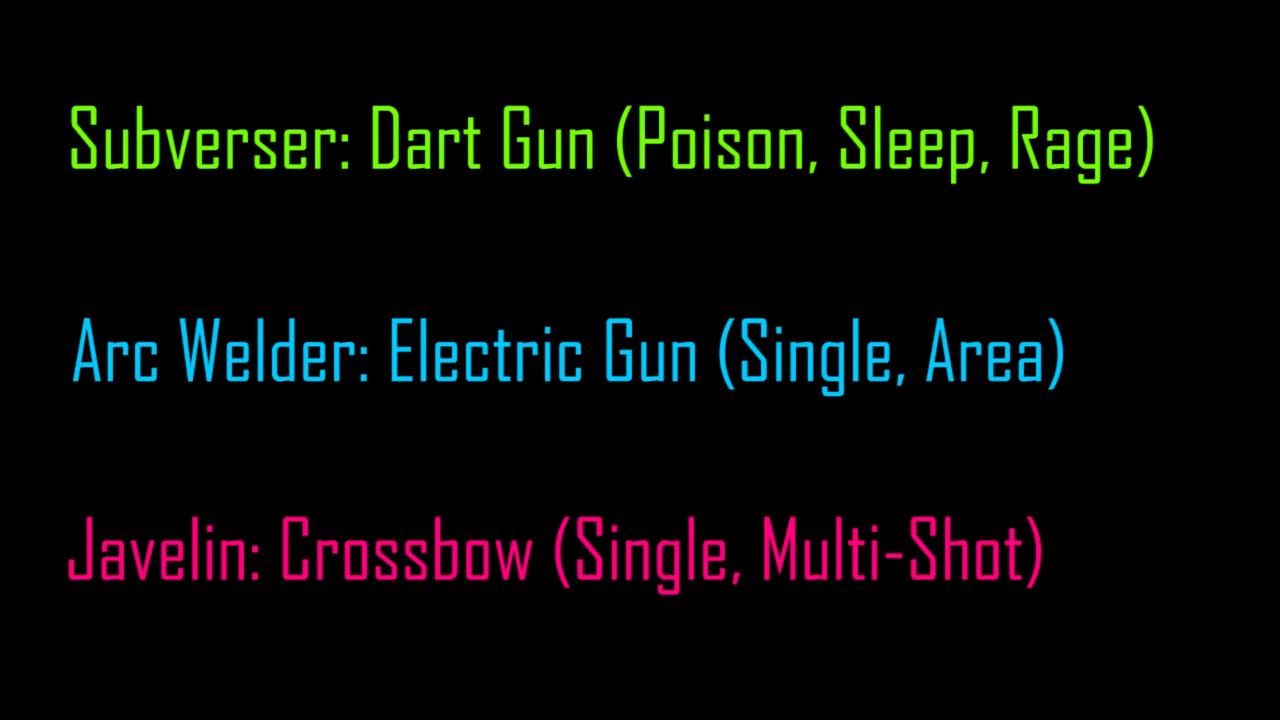 Subverser: Dart Gun (Poison, Sleep, Rage)
Arc Welder: Electric Gun (Single, Area)
Javelin: Crossbow (Single, Multi-Shot)